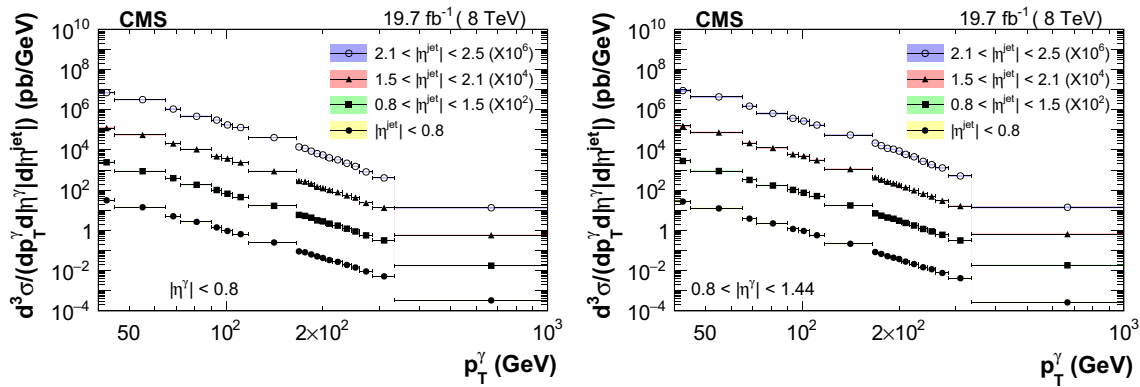 CMS 19.7 fb⁻¹ ( 8 TeV)
d³σ/(dp_T^γ d|η^γ|d|η^jet|) (pb/GeV)
10¹⁰
10⁸
10⁶
10⁴
10²
1
10⁻²
10⁻⁴
2.1 < |η^jet| < 2.5 (X10⁶)
1.5 < |η^jet| < 2.1 (X10⁴)
0.8 < |η^jet| < 1.5 (X10²)
|η^jet| < 0.8
|η^γ| < 0.8
50 10² 2×10² 10³
p_T^γ (GeV)
CMS 19.7 fb⁻¹ ( 8 TeV)
d³σ/(dp_T^γ d|η^γ|d|η^jet|) (pb/GeV)
10¹⁰
10⁸
10⁶
10⁴
10²
1
10⁻²
10⁻⁴
2.1 < |η^jet| < 2.5 (X10⁶)
1.5 < |η^jet| < 2.1 (X10⁴)
0.8 < |η^jet| < 1.5 (X10²)
|η^jet| < 0.8
0.8 < |η^γ| < 1.44
50 10² 2×10² 10³
p_T^γ (GeV)